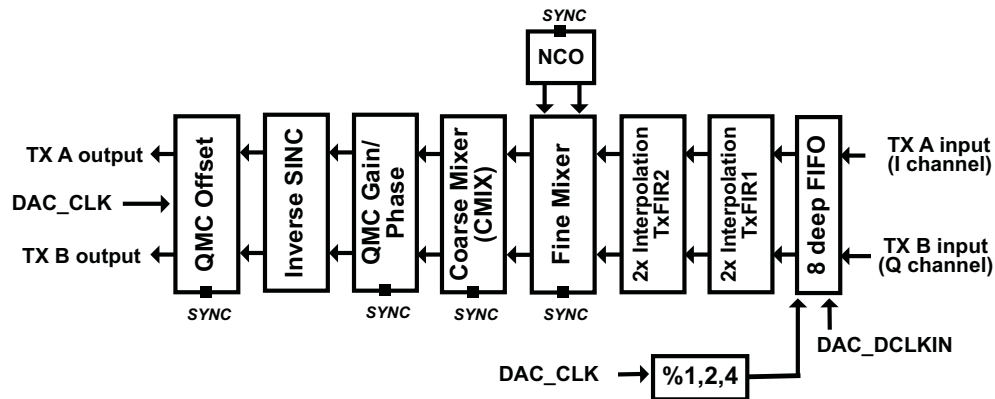 SYNC
NCO
TX A output
DAC_CLK
TX B output
QMC Offset
Inverse SINC
QMC Gain/
Phase
Coarse Mixer
(CMIX)
Fine Mixer
2x Interpolation
TxFIR2
2x Interpolation
TxFIR1
8 deep FIFO
TX A input
(I channel)
TX B input
(Q channel)
SYNC
SYNC
SYNC
SYNC
DAC_DCLKIN
DAC_CLK
%1,2,4